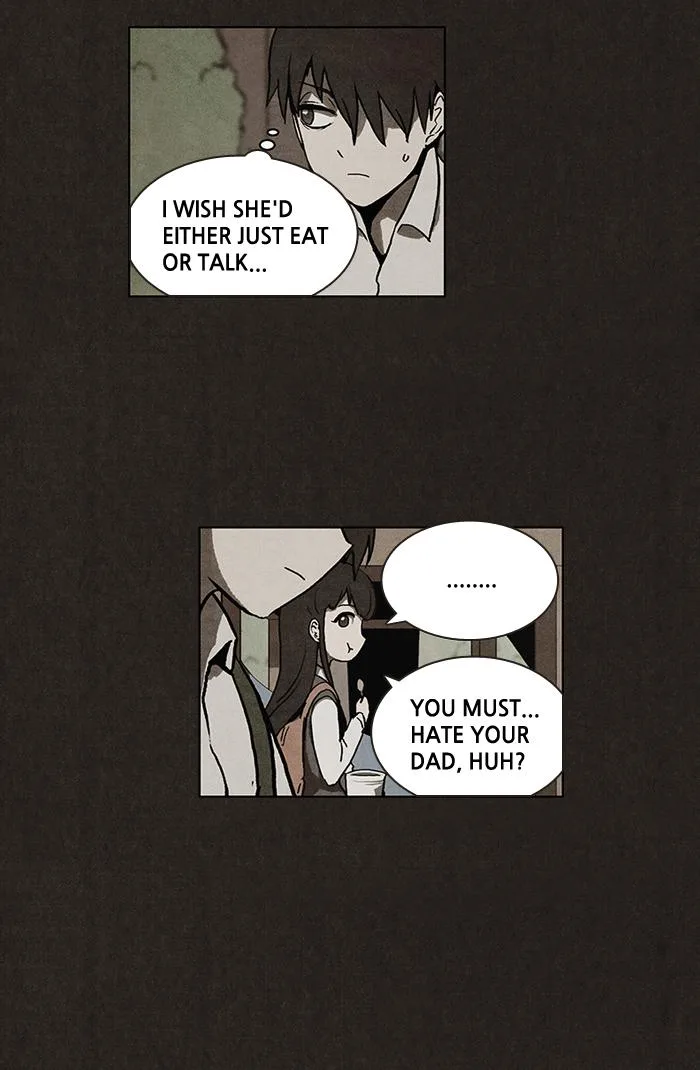 I WISH SHE'D
EITHER JUST EAT
OR TALK...
.........
YOU MUST...
HATE YOUR
DAD, HUH?